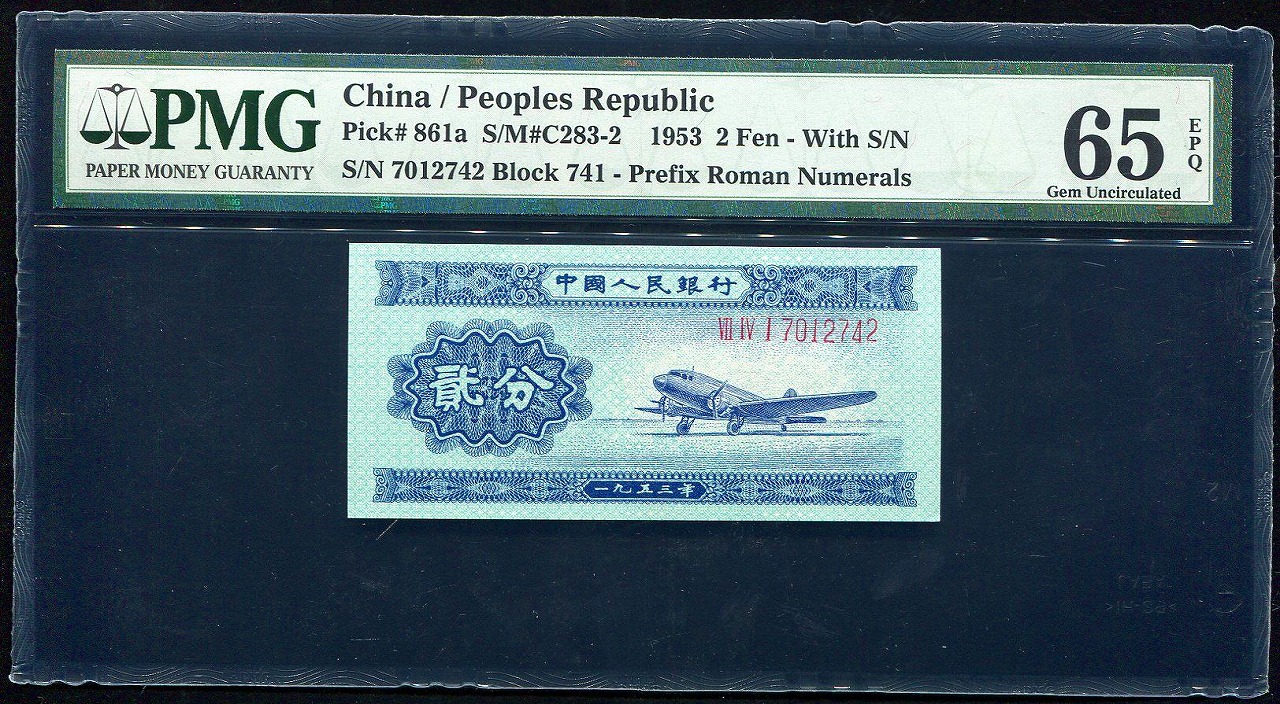 PMG
PAPER MONEY GUARANTY
China / Peoples Republic
Pick# 861a S/M#C283-2 1953 2 Fen - With S/N
S/N 7012742 Block 741 - Prefix Roman Numerals
65
EPQ
Gem Uncirculated
中國人民銀行
VII IV I 7012742
貳分
一九五三年